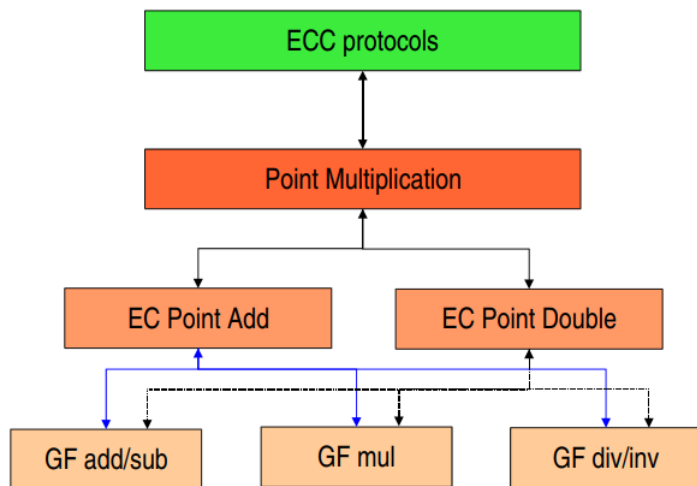 ECC protocols
Point Multiplication
EC Point Add
EC Point Double
GF add/sub
GF mul
GF div/inv